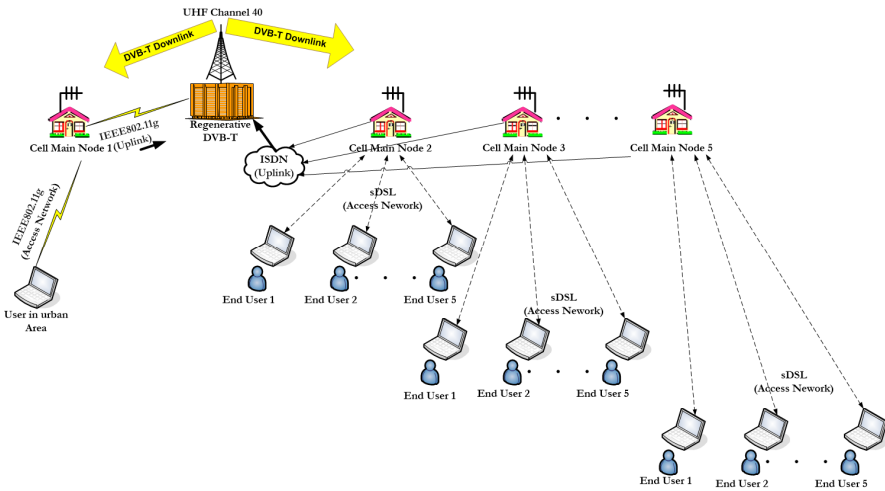 UHF Channel 40
DVB-T Downlink
DVB-T Downlink
Cell Main Node 1
IEEE802.11g
(Uplink)
Regenerative
DVB-T
ISDN
(Uplink)
Cell Main Node 2
Cell Main Node 3
Cell Main Node 5
IEEE802.11g
(Access Network)
User in urban
Area
sDSL
(Access Nework)
End User 1
End User 2
End User 5
sDSL
(Access Nework)
End User 1
End User 2
End User 5
sDSL
(Access Nework)
End User 1
End User 2
End User 5